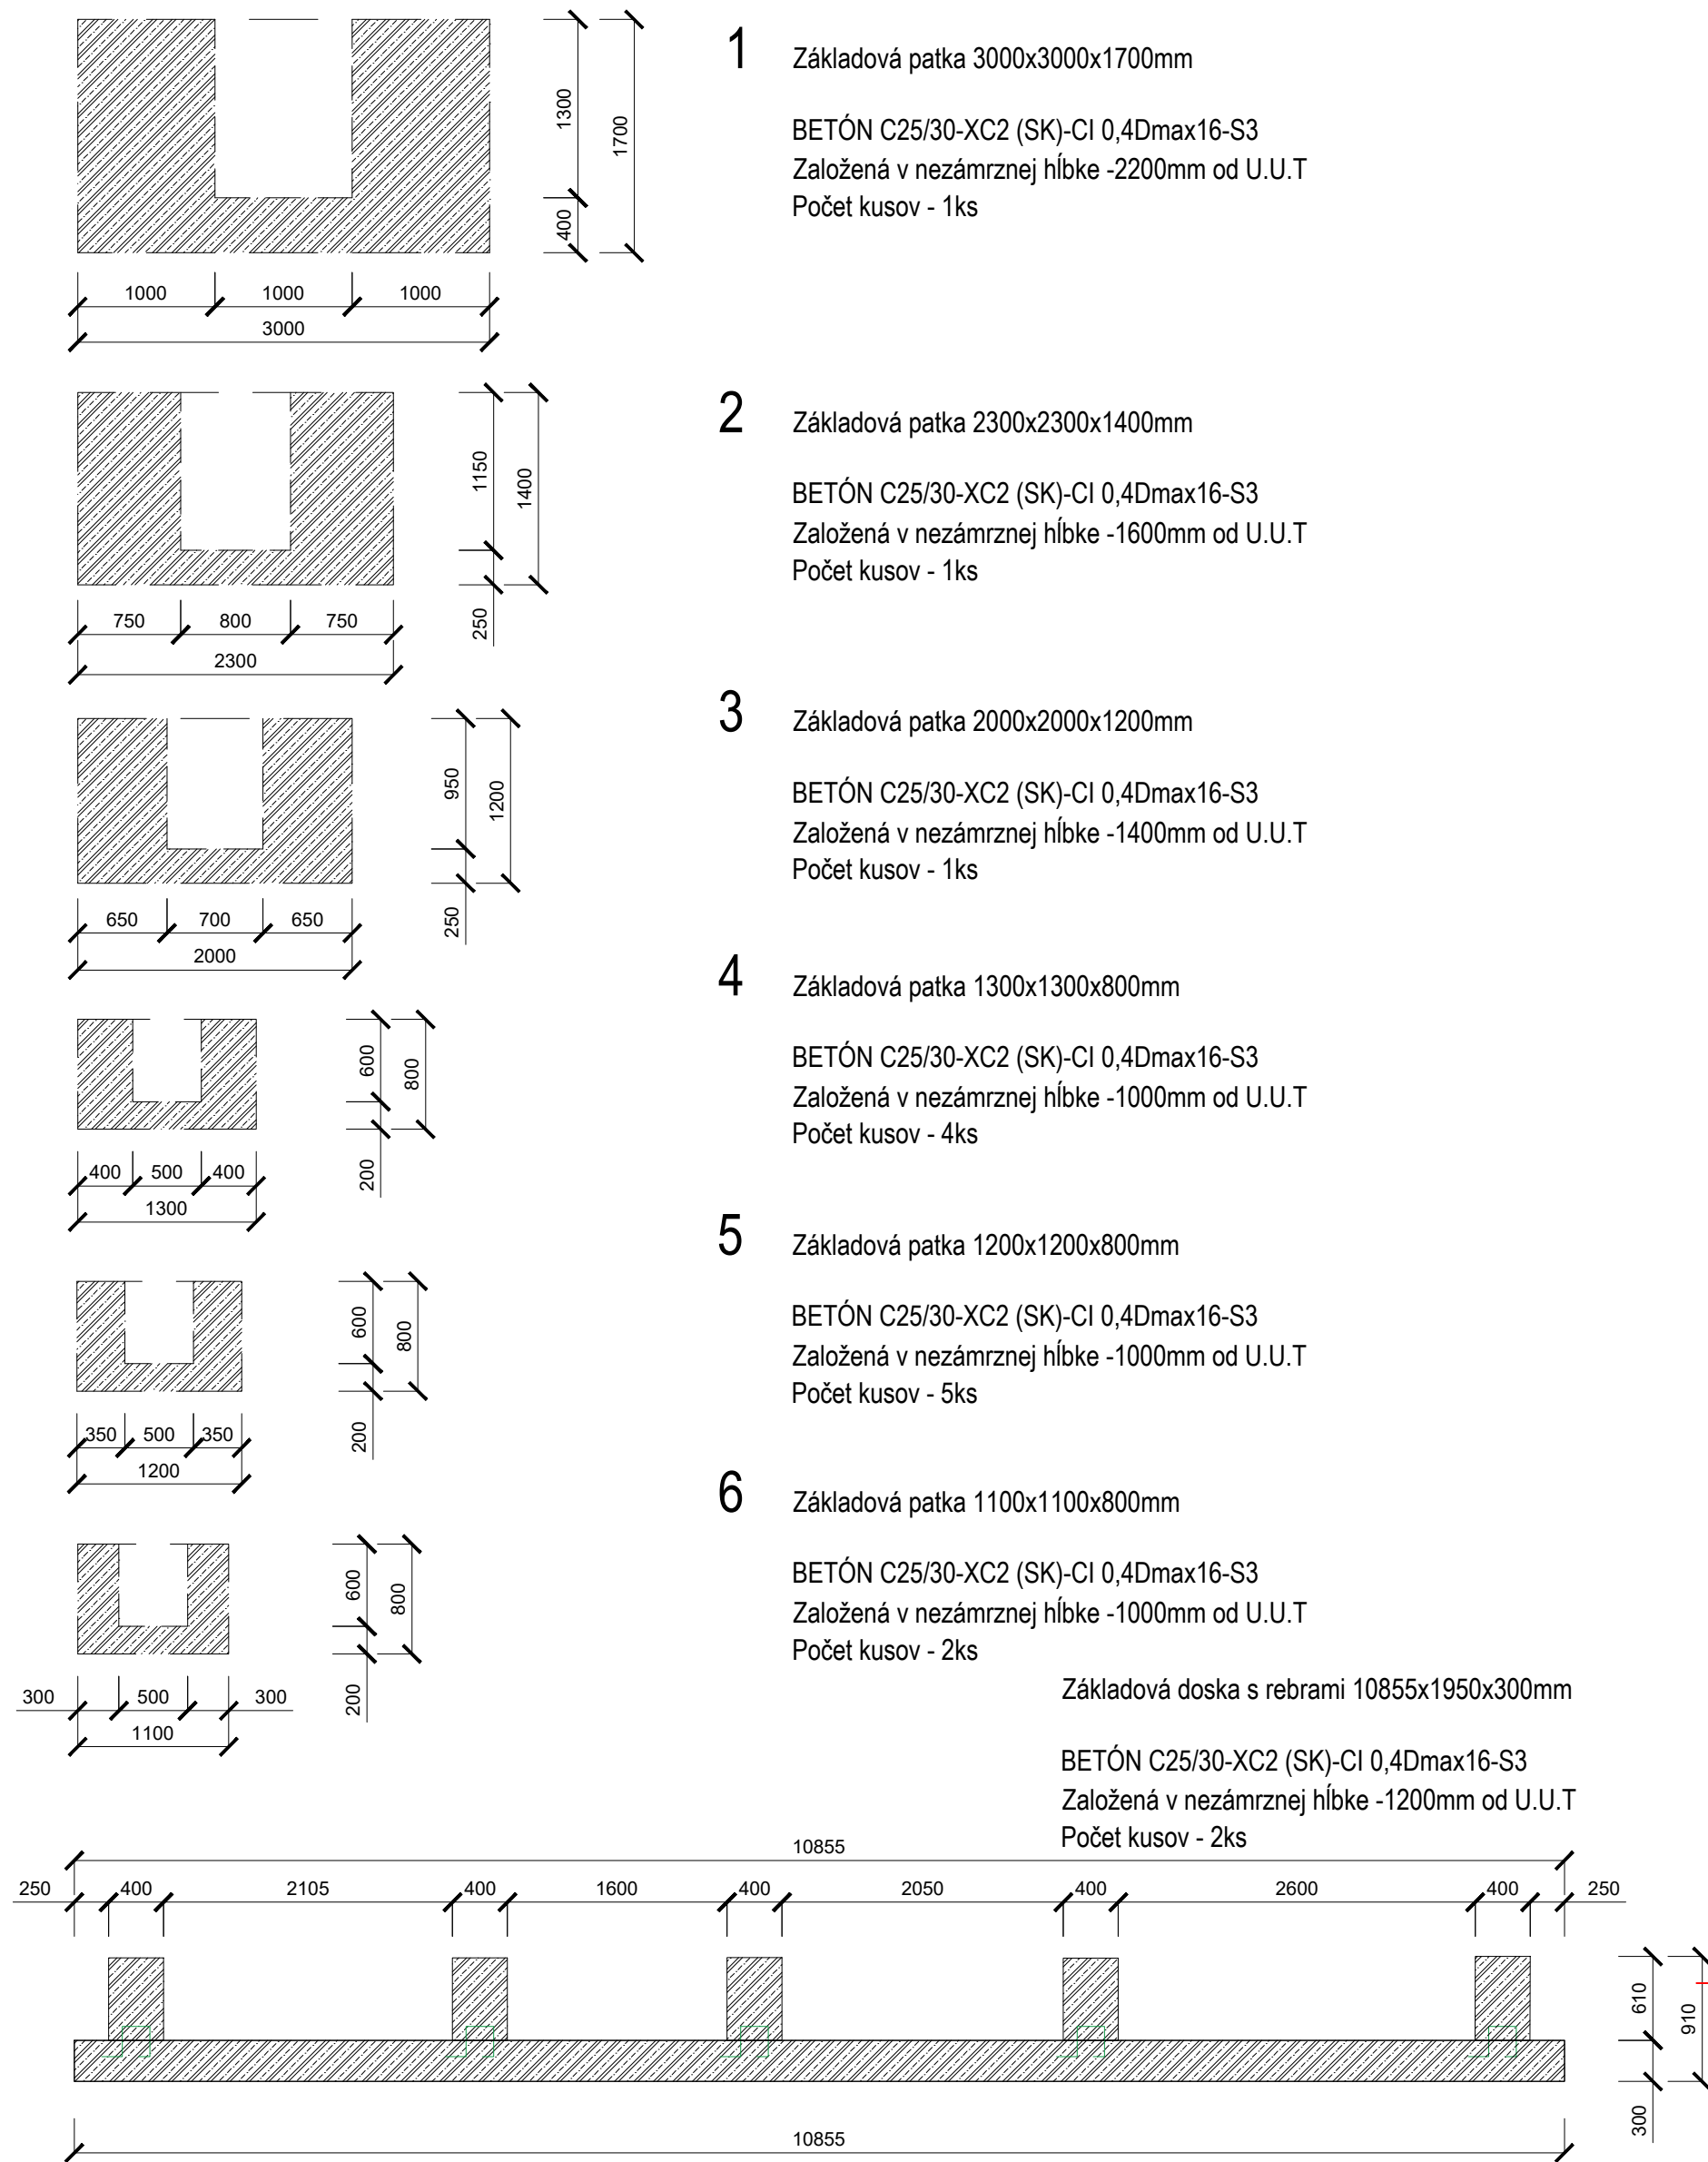 1300
1700
400
1000 1000 1000
3000
1 Základová patka 3000x3000x1700mm
BETÓN C25/30-XC2 (SK)-CI 0,4Dmax16-S3
Založená v nezámrznej hĺbke -2200mm od U.U.T
Počet kusov - 1ks
1150
1400
250
750 800 750
2300
2 Základová patka 2300x2300x1400mm
BETÓN C25/30-XC2 (SK)-CI 0,4Dmax16-S3
Založená v nezámrznej hĺbke -1600mm od U.U.T
Počet kusov - 1ks
950
1200
250
650 700 650
2000
3 Základová patka 2000x2000x1200mm
BETÓN C25/30-XC2 (SK)-CI 0,4Dmax16-S3
Založená v nezámrznej hĺbke -1400mm od U.U.T
Počet kusov - 1ks
600
800
200
400 500 400
1300
4 Základová patka 1300x1300x800mm
BETÓN C25/30-XC2 (SK)-CI 0,4Dmax16-S3
Založená v nezámrznej hĺbke -1000mm od U.U.T
Počet kusov - 4ks
600
800
200
350 500 350
1200
5 Základová patka 1200x1200x800mm
BETÓN C25/30-XC2 (SK)-CI 0,4Dmax16-S3
Založená v nezámrznej hĺbke -1000mm od U.U.T
Počet kusov - 5ks
600
800
200
300 500 300
1100
6 Základová patka 1100x1100x800mm
BETÓN C25/30-XC2 (SK)-CI 0,4Dmax16-S3
Založená v nezámrznej hĺbke -1000mm od U.U.T
Počet kusov - 2ks
Základová doska s rebrami 10855x1950x300mm
BETÓN C25/30-XC2 (SK)-CI 0,4Dmax16-S3
Založená v nezámrznej hĺbke -1200mm od U.U.T
Počet kusov - 2ks
10855
250 400 2105 400 1600 400 2050 400 2600 400 250
610
910
300
10855